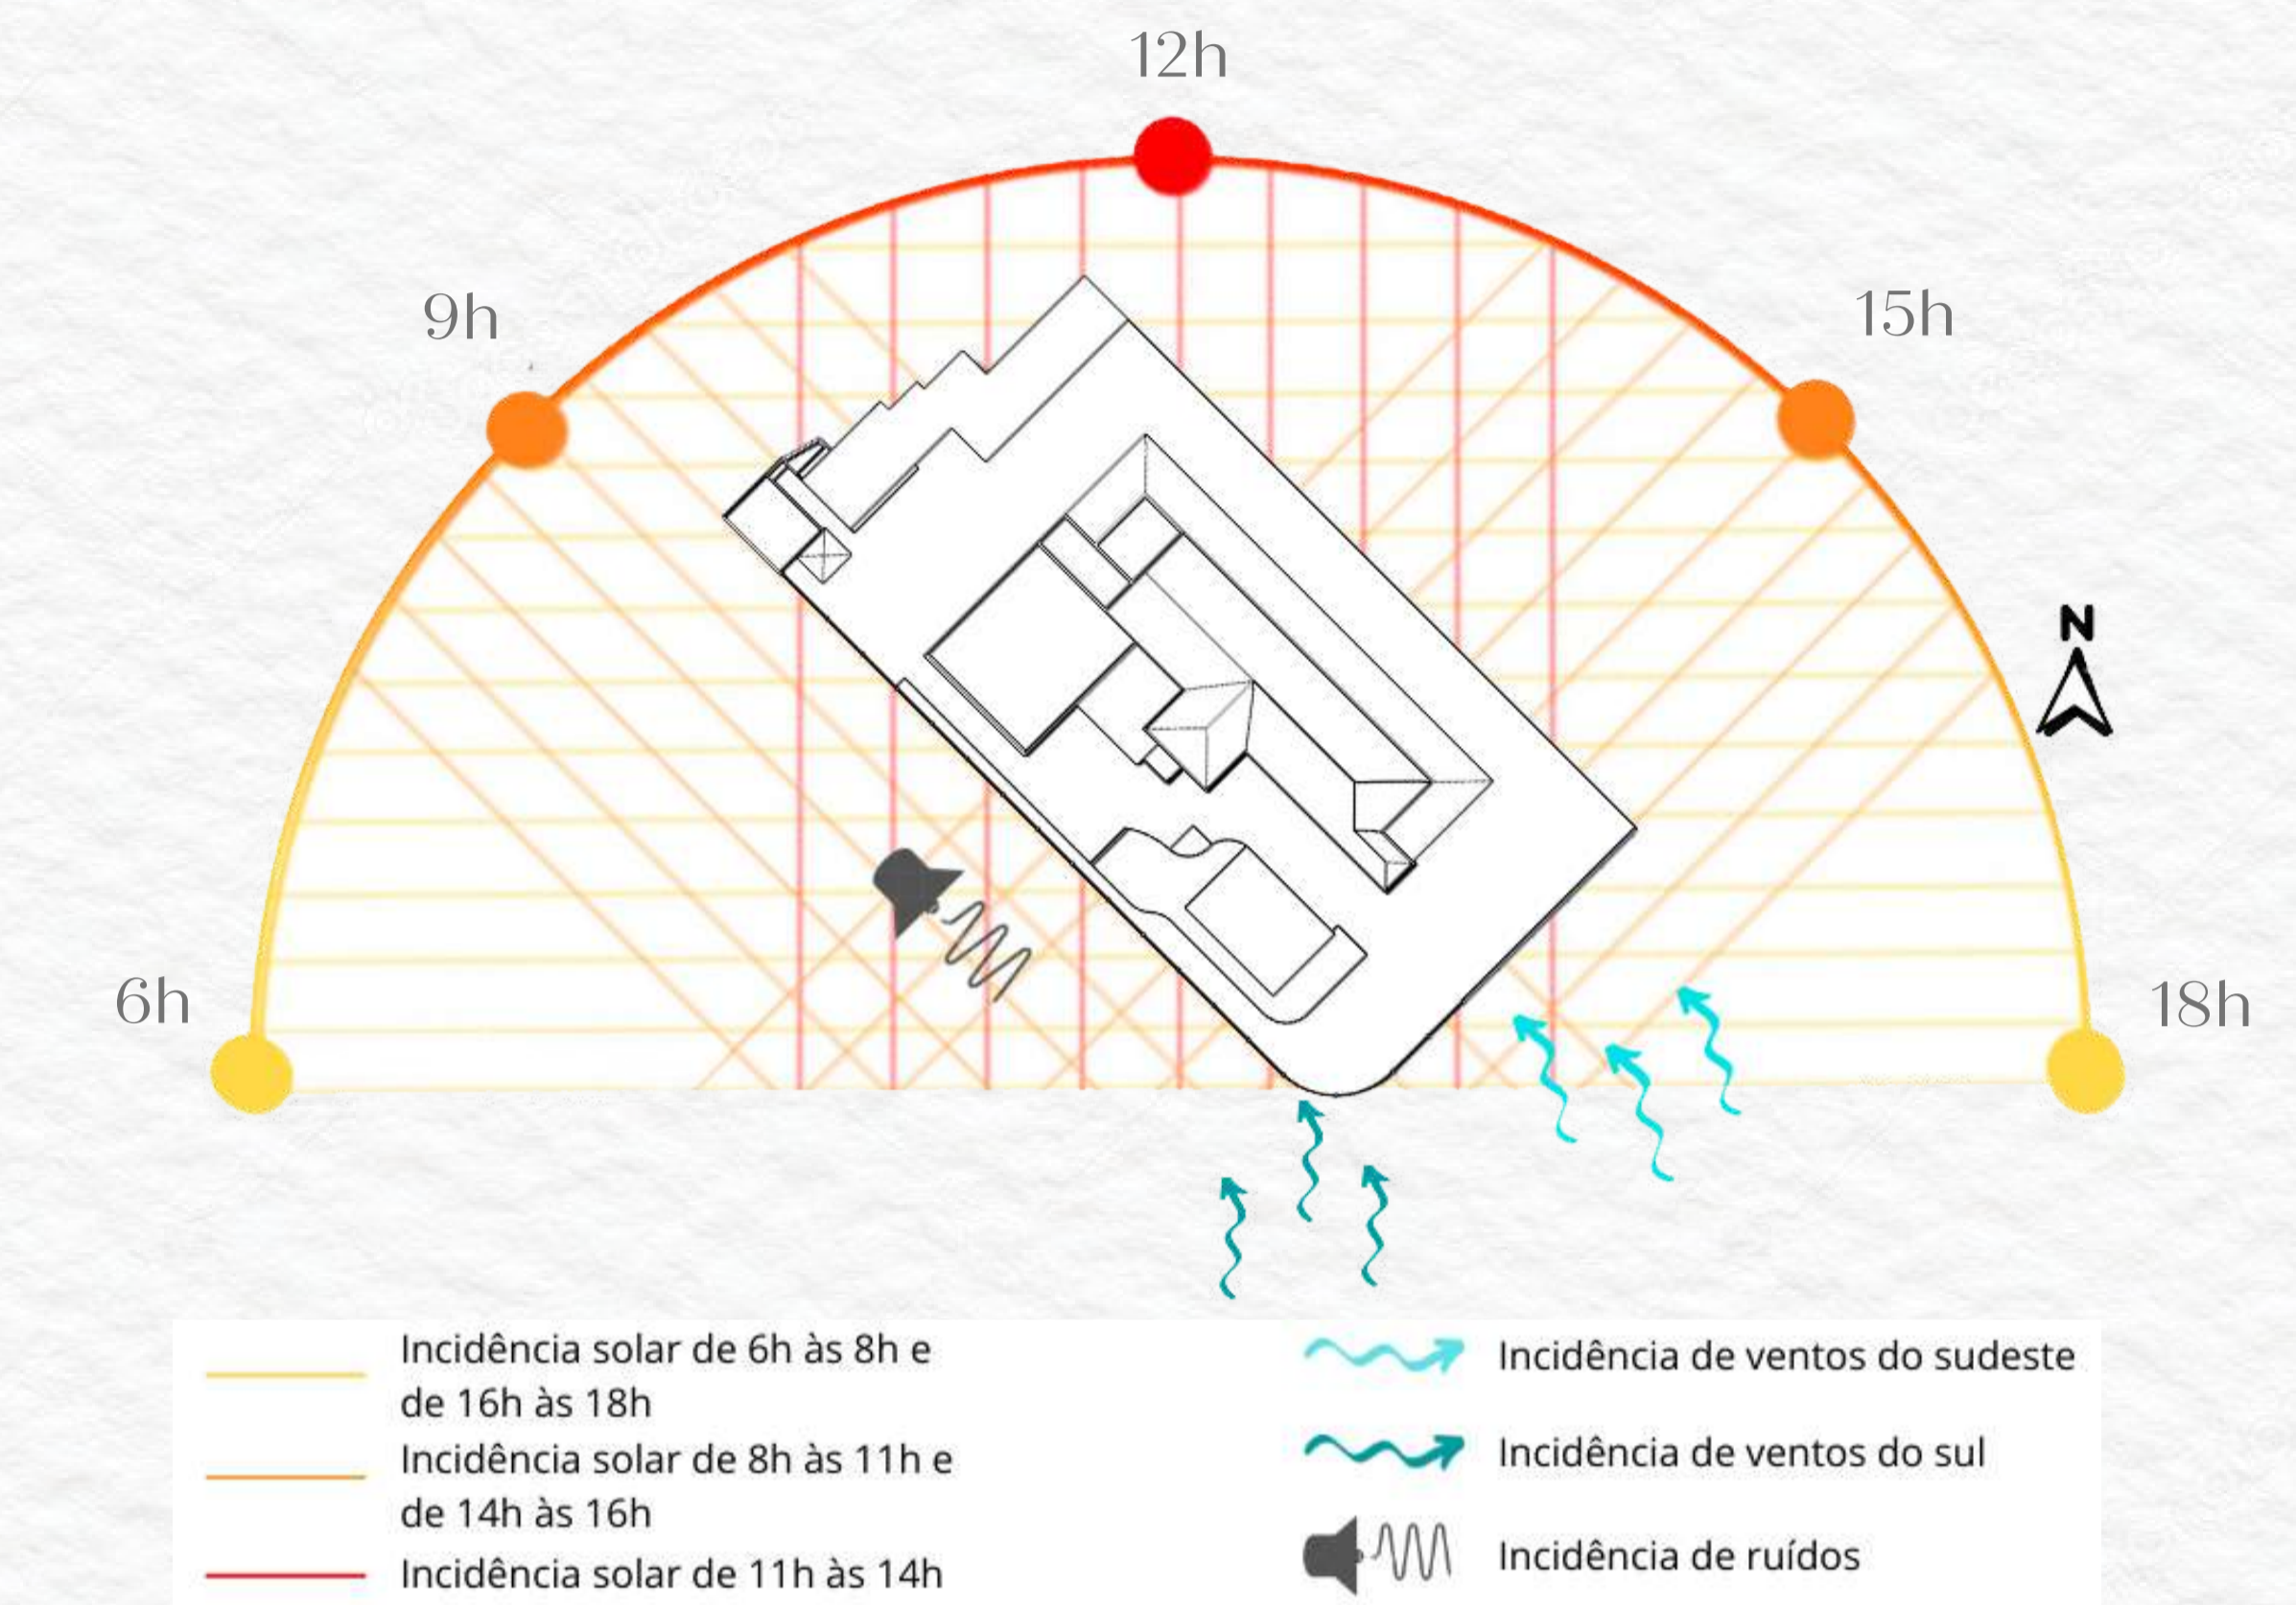 12h
9h
15h
N
6h
18h
Incidência solar de 6h às 8h e
de 16h às 18h
Incidência solar de 8h às 11h e
de 14h às 16h
Incidência solar de 11h às 14h
Incidência de ventos do sudeste
Incidência de ventos do sul
Incidência de ruídos